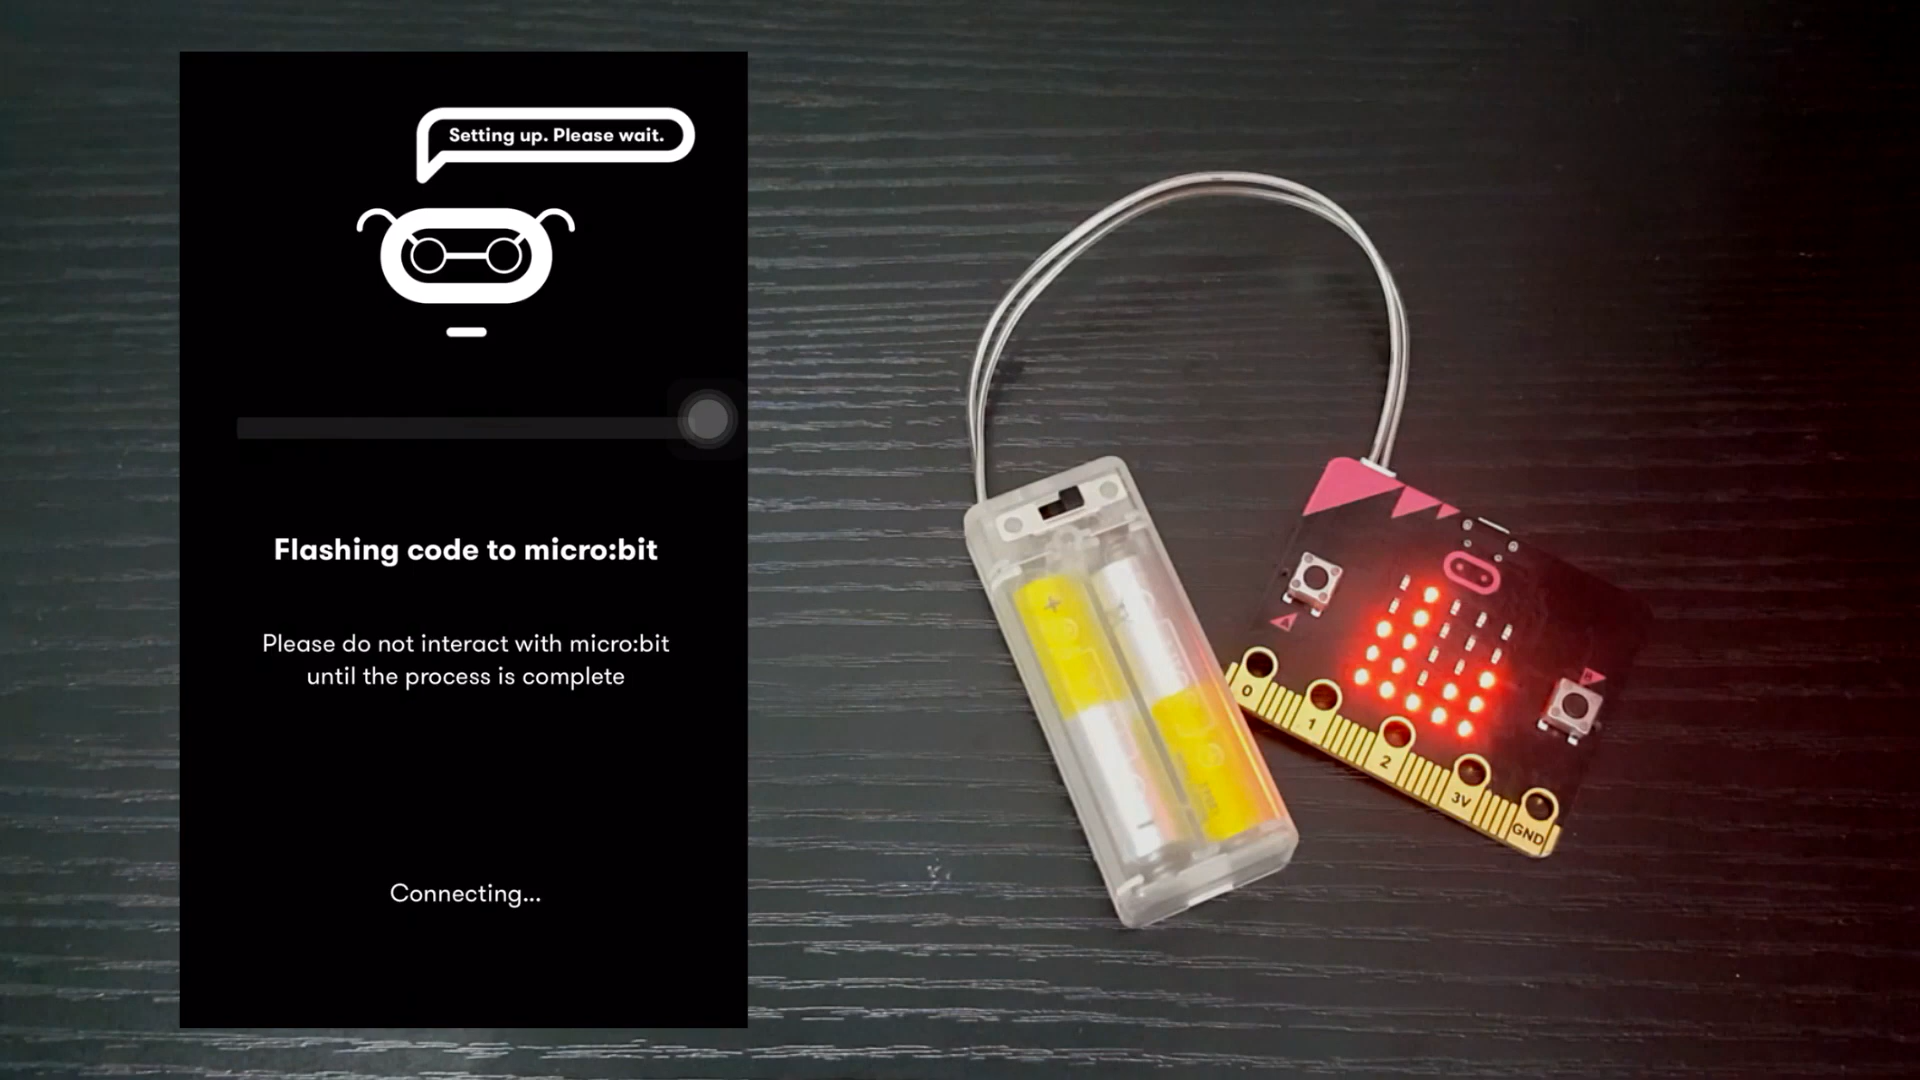 Setting up. Please wait.
Flashing code to micro:bit
Please do not interact with micro:bit
until the process is complete
Connecting...
A
B
0
1
2
3V
GND